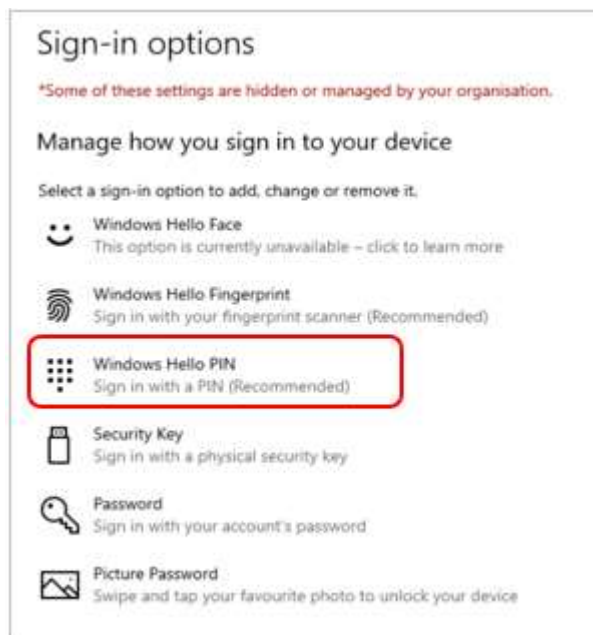 Sign-in options
*Some of these settings are hidden or managed by your organisation.
Manage how you sign in to your device
Select a sign-in option to add, change or remove it.
Windows Hello Face
This option is currently unavailable – click to learn more
Windows Hello Fingerprint
Sign in with your fingerprint scanner (Recommended)
Windows Hello PIN
Sign in with a PIN (Recommended)
Security Key
Sign in with a physical security key
Password
Sign in with your account's password
Picture Password
Swipe and tap your favourite photo to unlock your device